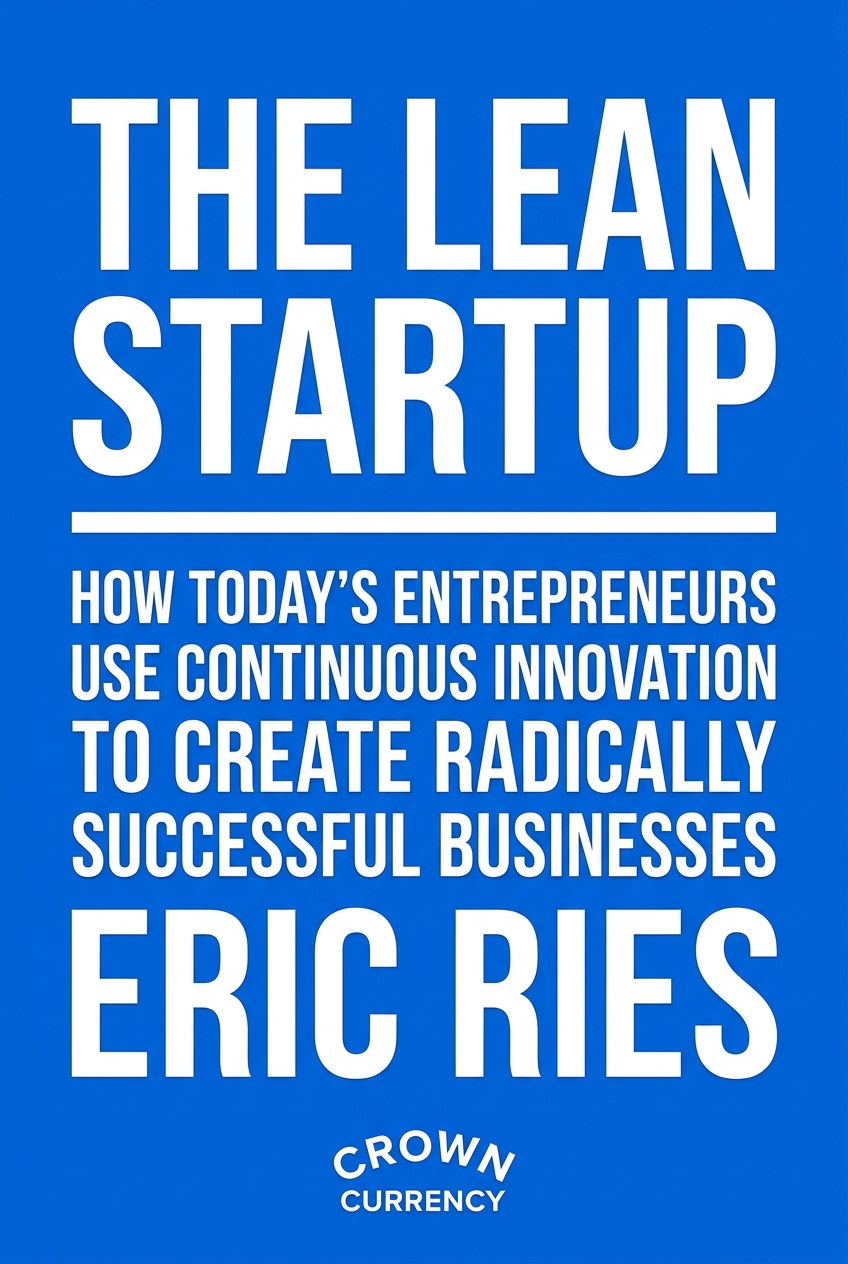 THE LEAN
STARTUP
HOW TODAY’S ENTREPRENEURS
USE CONTINUOUS INNOVATION
TO CREATE RADICALLY
SUCCESSFUL BUSINESSES
ERIC RIES
CROWN
CURRENCY